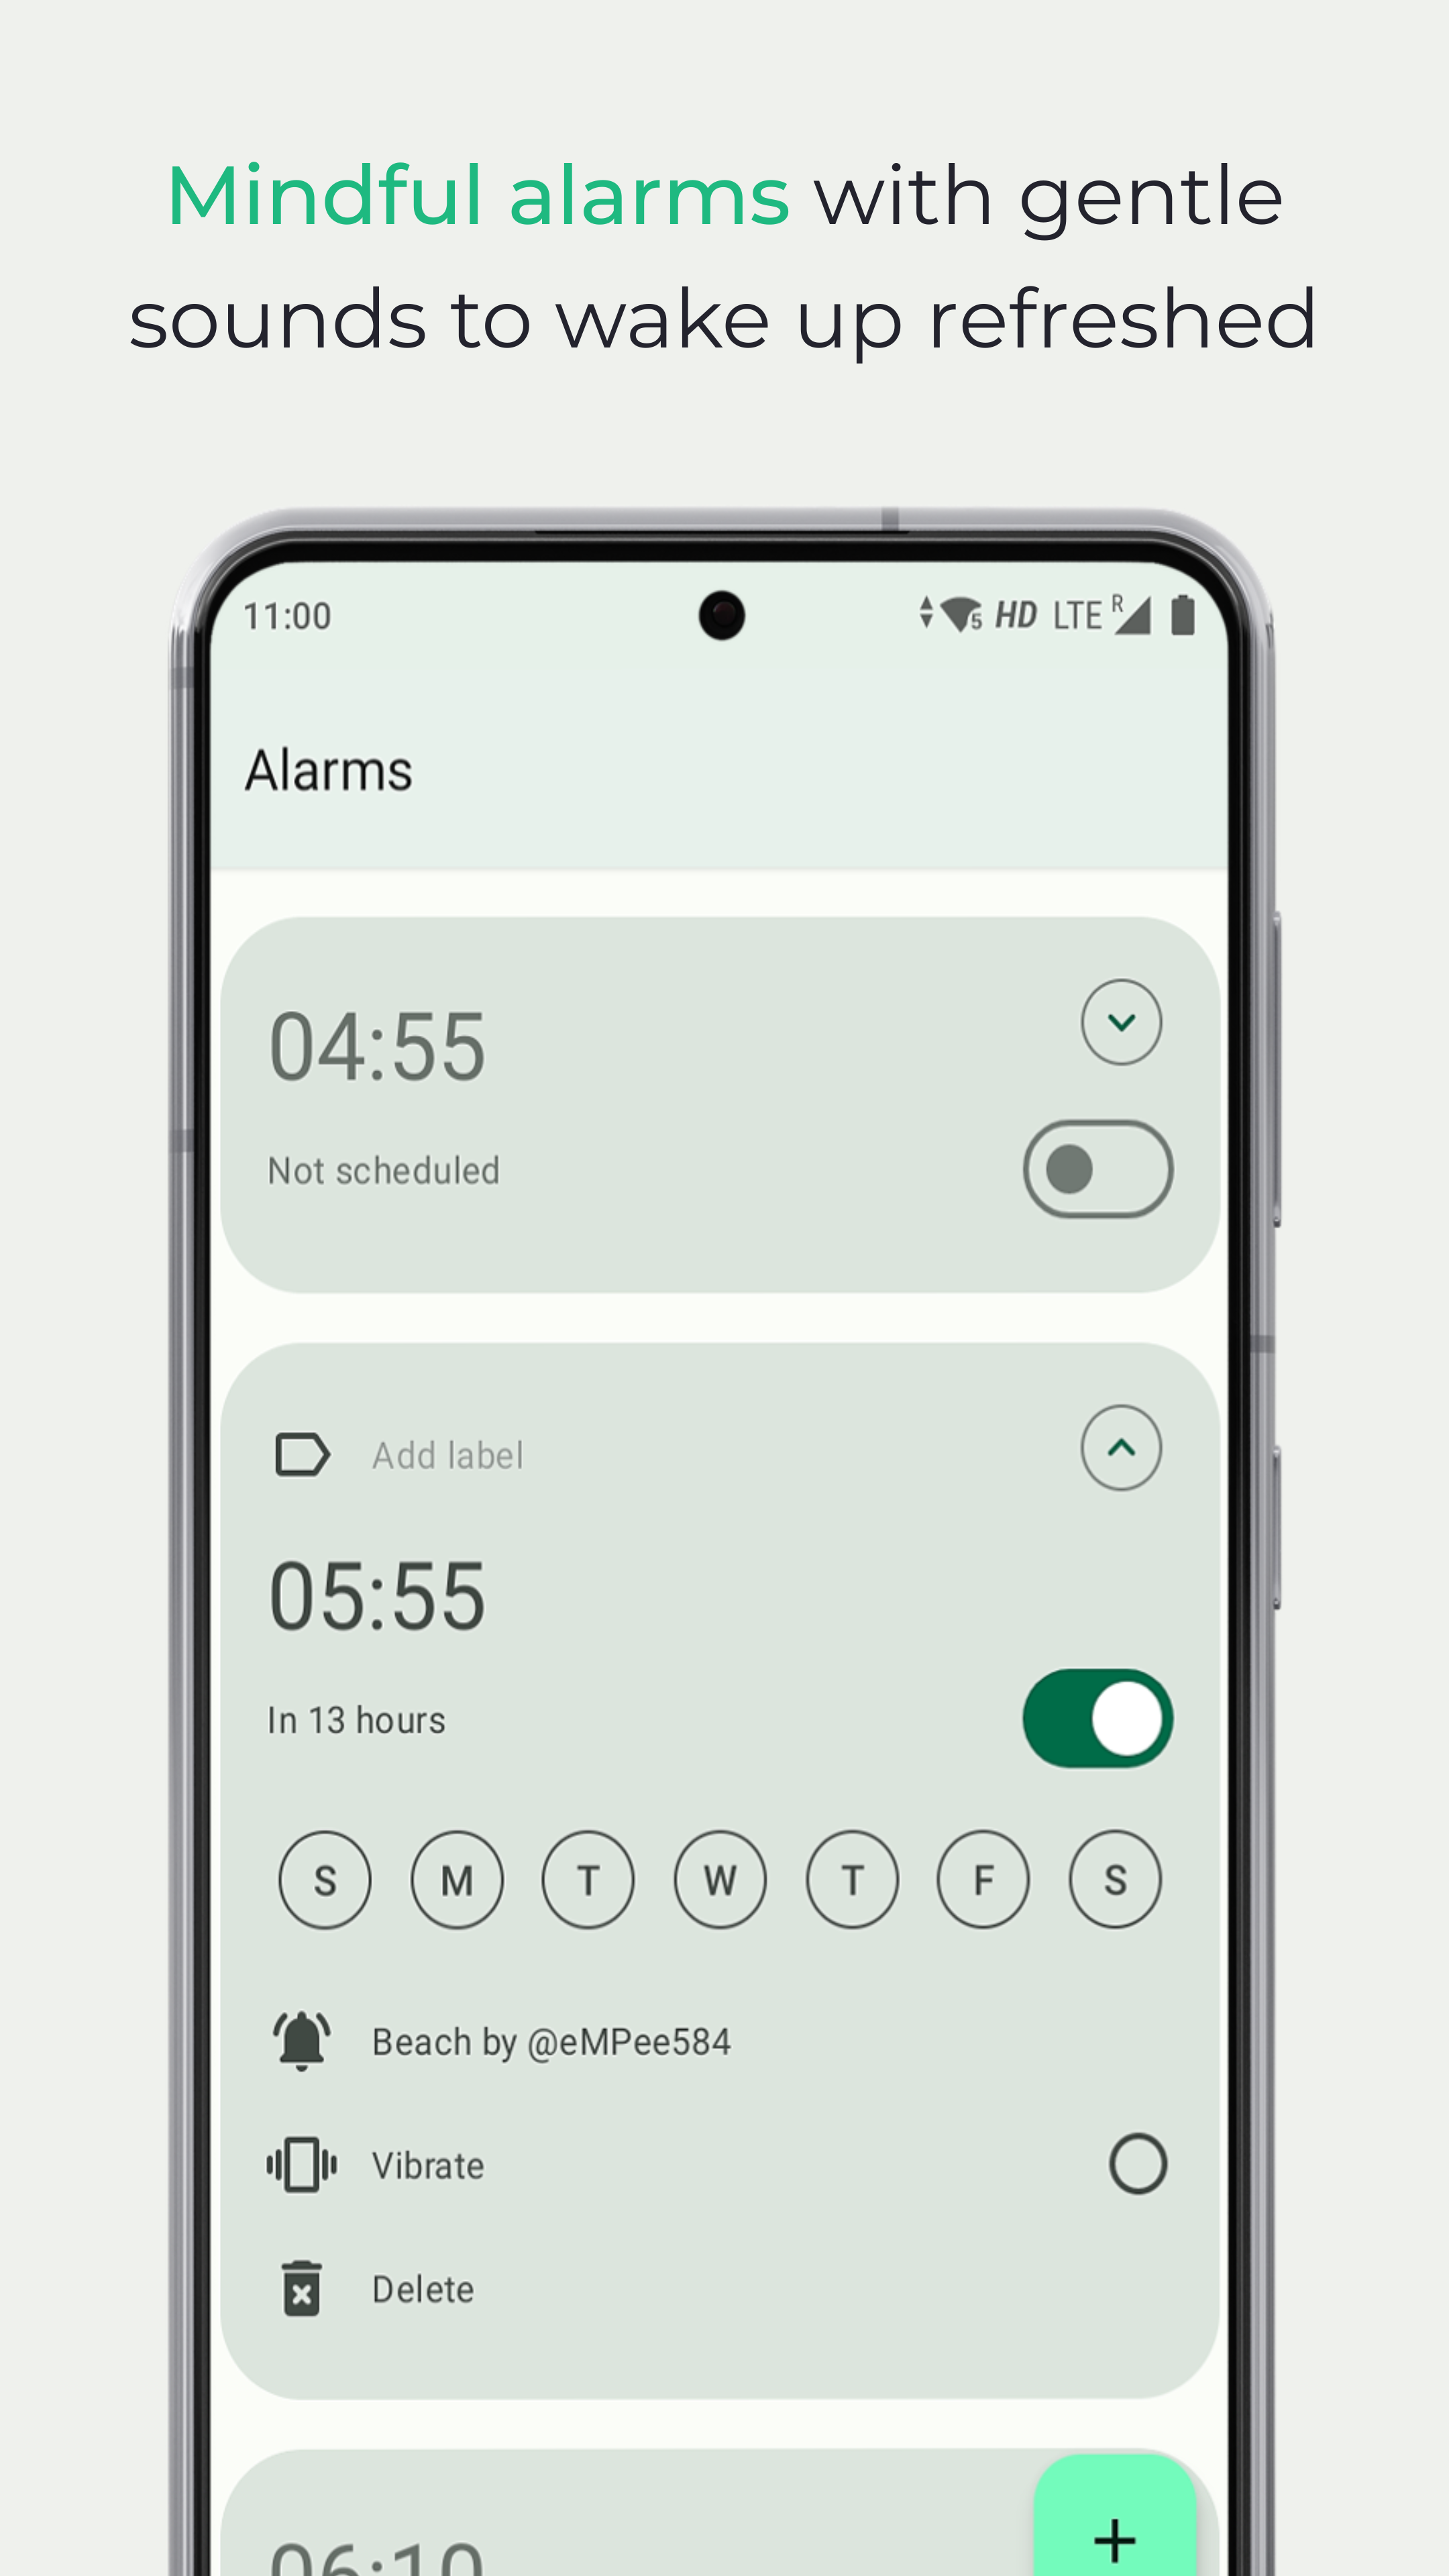 Mindful alarms with gentle
sounds to wake up refreshed
11:00
5 HD LTE R
Alarms
04:55
Not scheduled
Add label
05:55
In 13 hours
S M T W T F S
Beach by @eMPee584
Vibrate
Delete
06:10